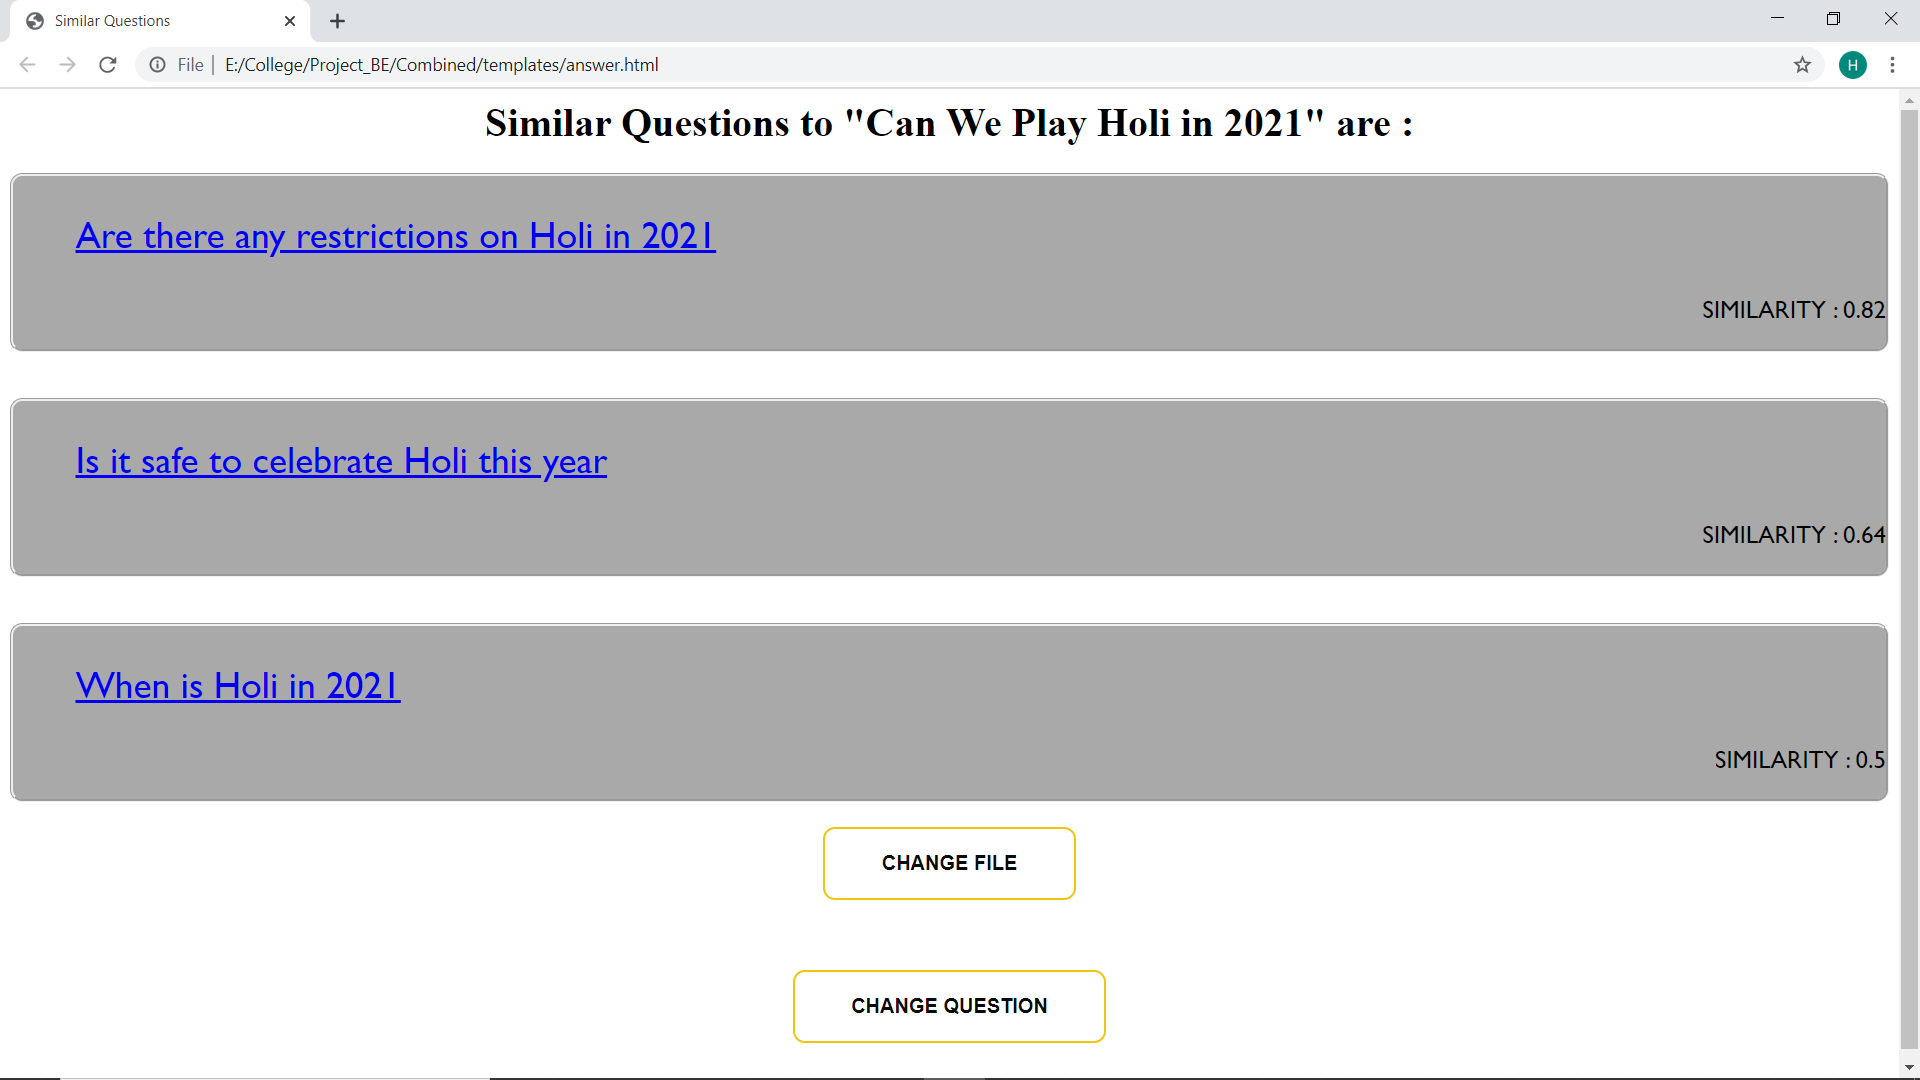 Similar Questions
File | E:/College/Project_BE/Combined/templates/answer.html
H
Similar Questions to "Can We Play Holi in 2021" are :
Are there any restrictions on Holi in 2021
SIMILARITY : 0.82
Is it safe to celebrate Holi this year
SIMILARITY : 0.64
When is Holi in 2021
SIMILARITY : 0.5
CHANGE FILE
CHANGE QUESTION